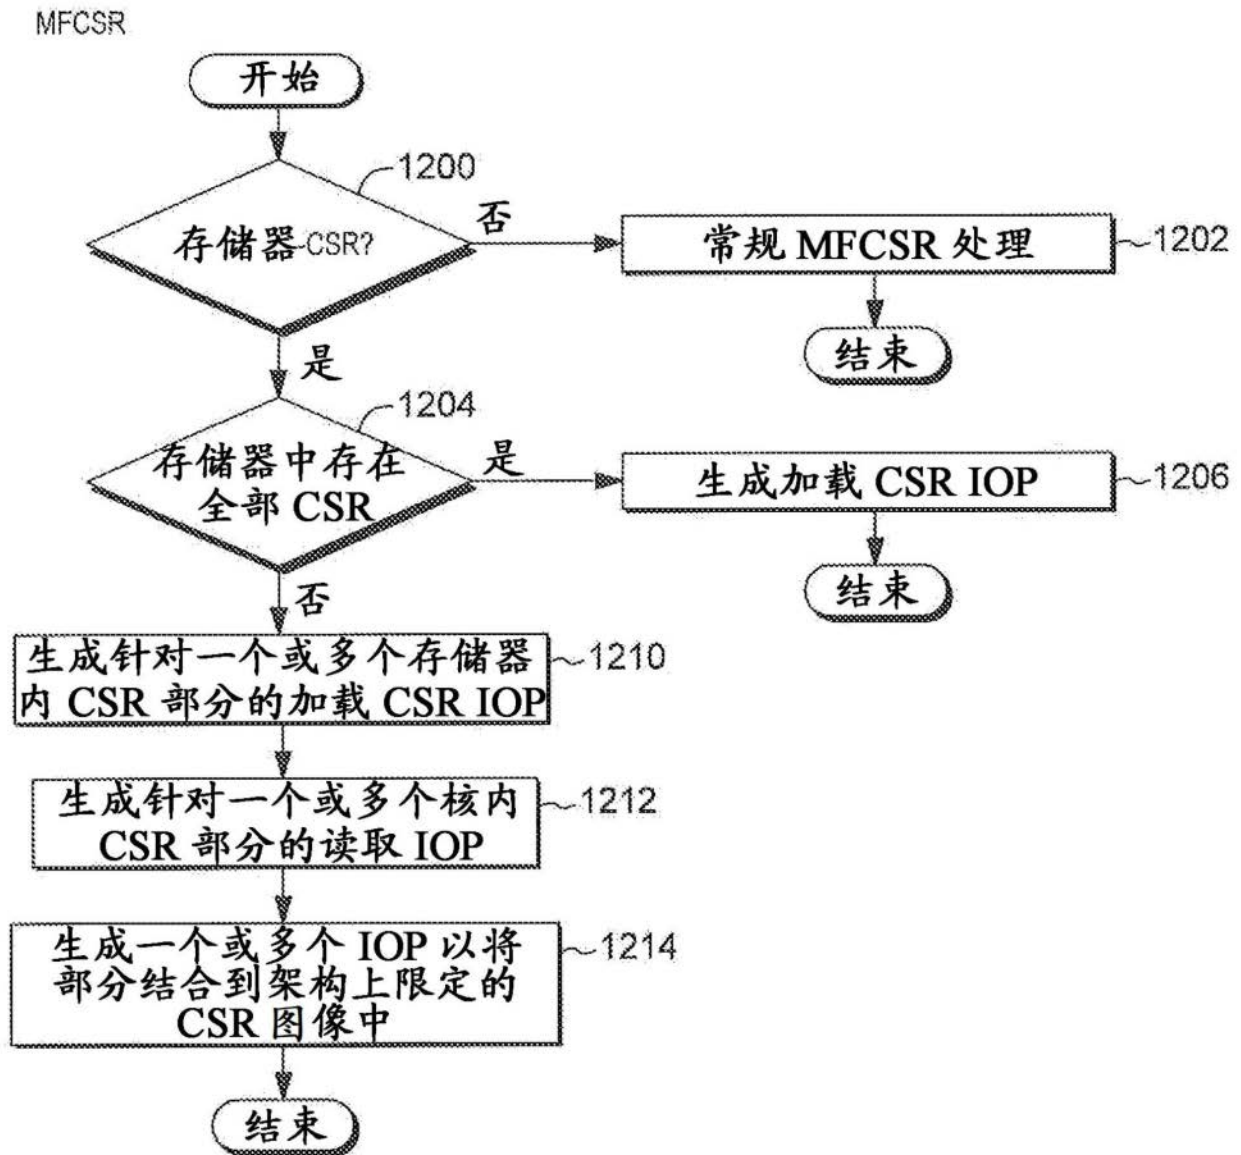 MFCSR
开始
1200
存储器-CSR?
否
常规 MFCSR 处理
1202
结束
是
1204
存储器中存在
全部 CSR
是
生成加载 CSR IOP
1206
结束
否
生成针对一个或多个存储器
内 CSR 部分的加载 CSR IOP
1210
生成针对一个或多个核内
CSR 部分的读取 IOP
1212
生成一个或多个 IOP 以将
部分结合到架构上限定的
CSR 图像中
1214
结束